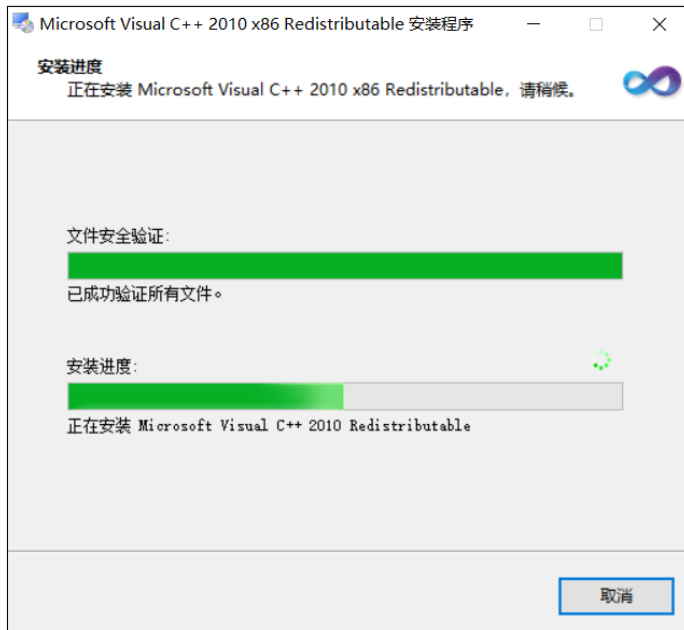 Microsoft Visual C++ 2010 x86 Redistributable 安装程序
安装进度
正在安装 Microsoft Visual C++ 2010 x86 Redistributable，请稍候。
文件安全验证:
已成功验证所有文件。
安装进度:
正在安装 Microsoft Visual C++ 2010 Redistributable
取消